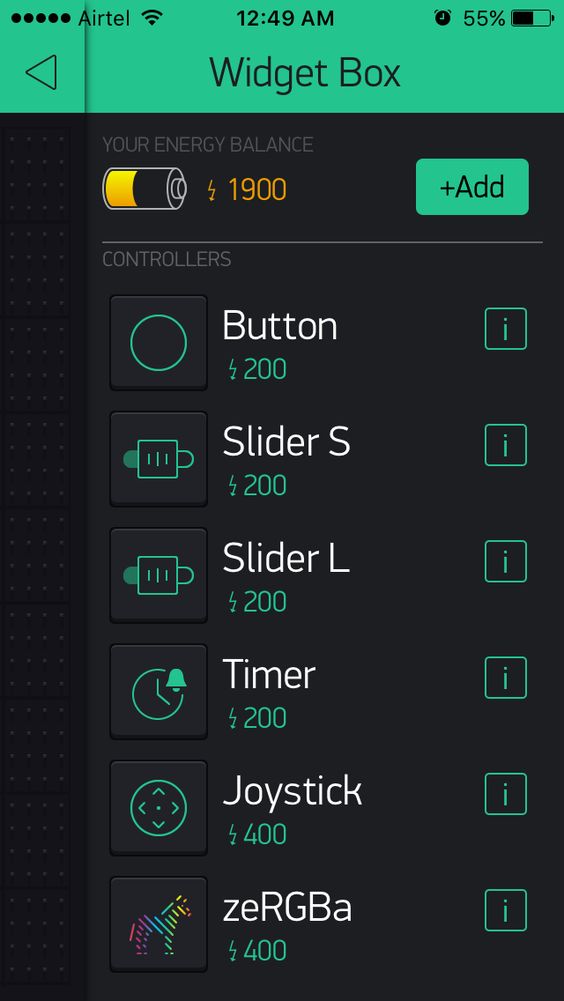 Airtel 12:49 AM 55%
Widget Box
YOUR ENERGY BALANCE
1900
+Add
CONTROLLERS
Button
i
200
Slider S
i
200
Slider L
i
200
Timer
i
200
Joystick
i
400
zeRGBa
i
400